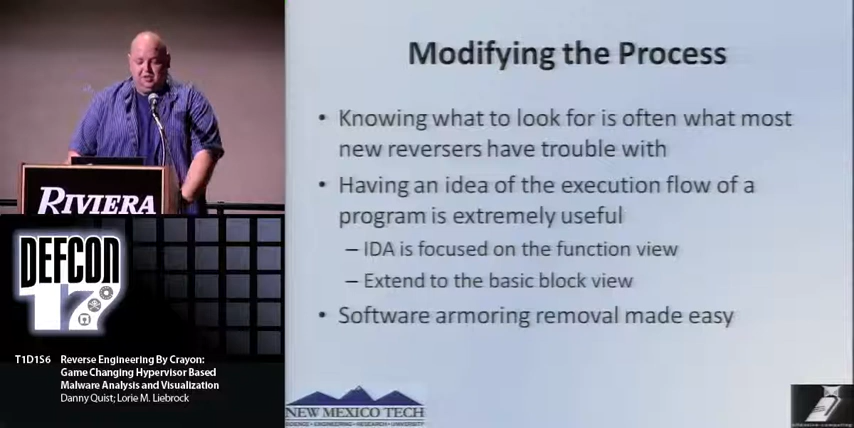 Modifying the Process
• Knowing what to look for is often what most
new reversers have trouble with
• Having an idea of the execution flow of a
program is extremely useful
– IDA is focused on the function view
– Extend to the basic block view
• Software armoring removal made easy
RIVIERA
DEFCON
17
T1D1S6 Reverse Engineering By Crayon:
Game Changing Hypervisor Based
Malware Analysis and Visualization
Danny Quist; Lorie M. Liebrock
NEW MEXICO TECH
SCIENCE • ENGINEERING • RESEARCH • UNIVERSITY